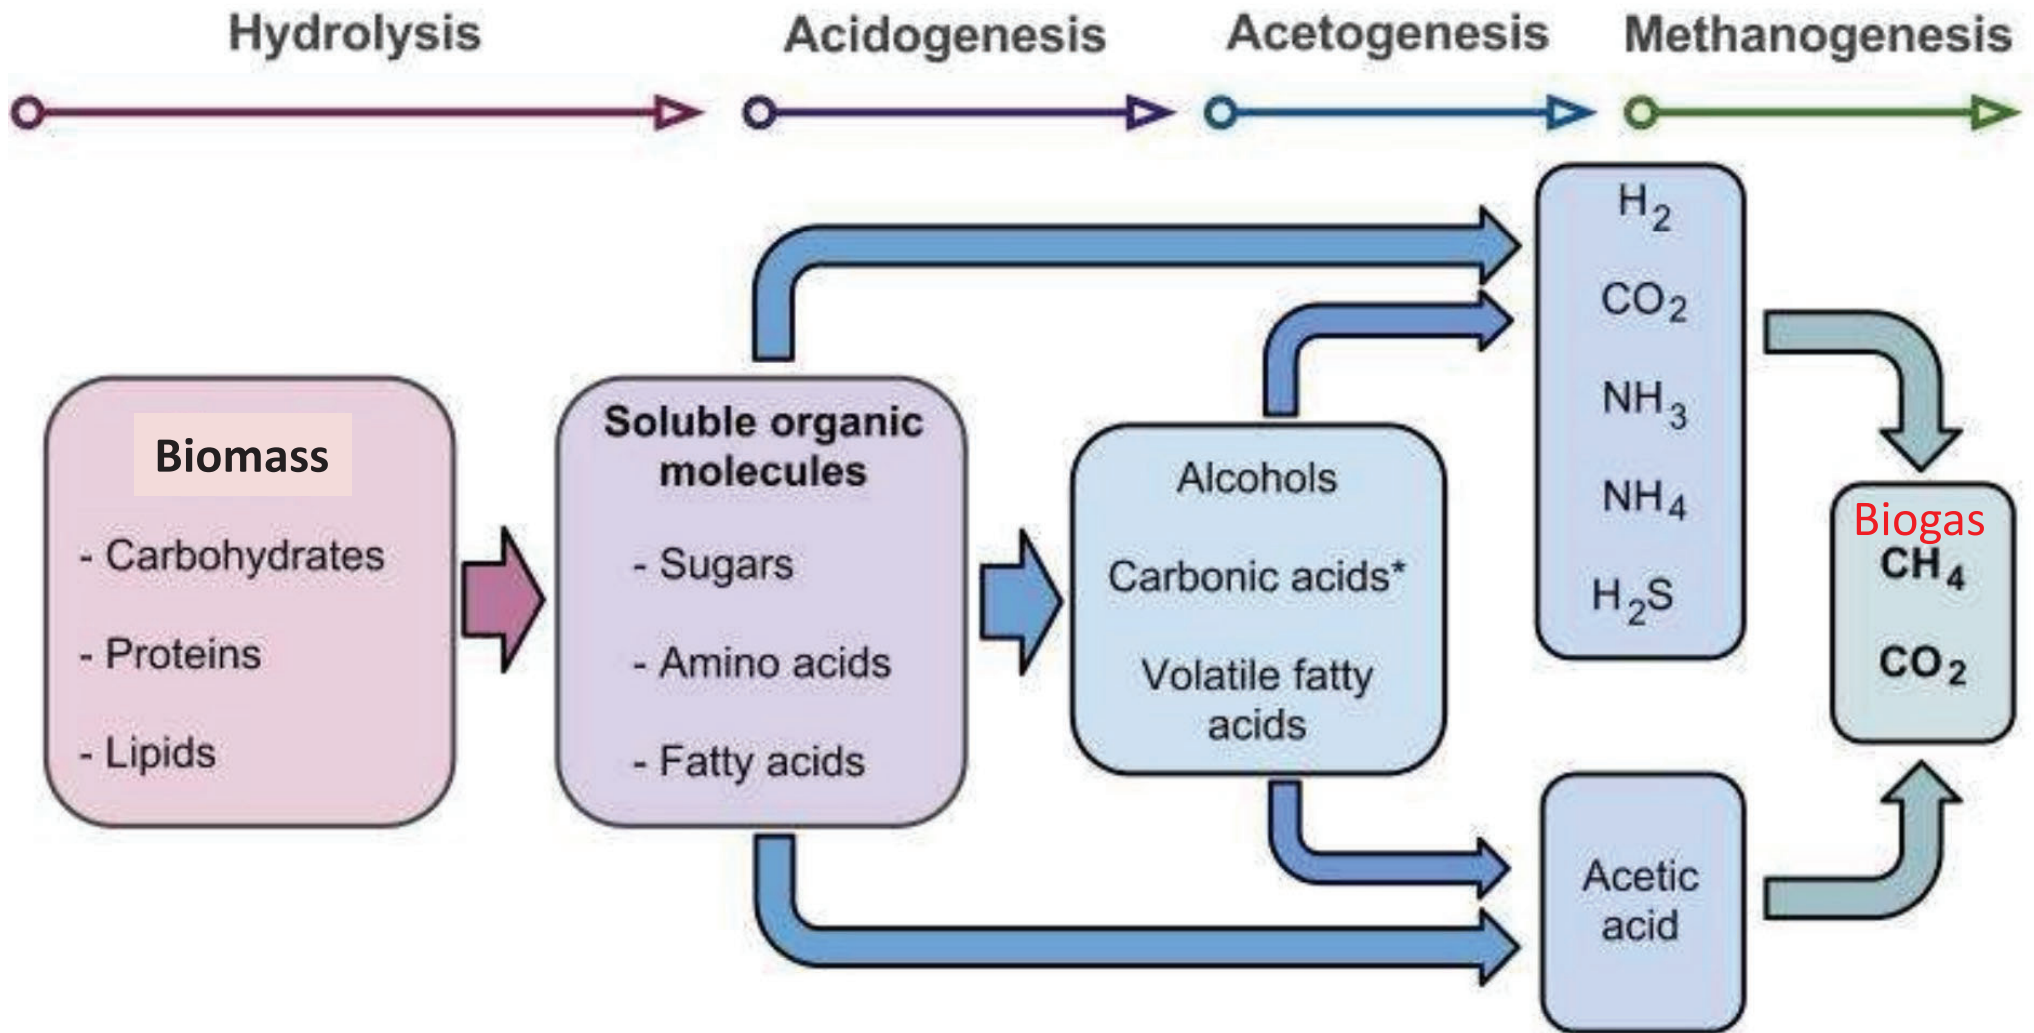 Hydrolysis
Acidogenesis
Acetogenesis
Methanogenesis
Biomass
- Carbohydrates
- Proteins
- Lipids
Soluble organic
molecules
- Sugars
- Amino acids
- Fatty acids
Alcohols
Carbonic acids*
Volatile fatty
acids
H₂
CO₂
NH₃
NH₄
H₂S
Acetic
acid
Biogas
CH₄
CO₂